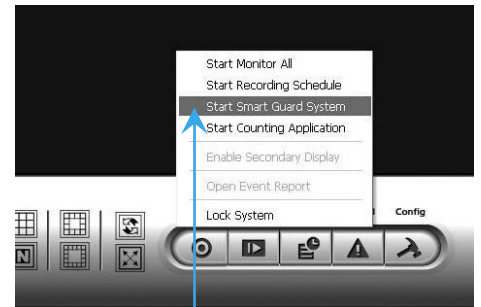 Start Monitor All
Start Recording Schedule
Start Smart Guard System
Start Counting Application
Enable Secondary Display
Open Event Report
Lock System
Config
N